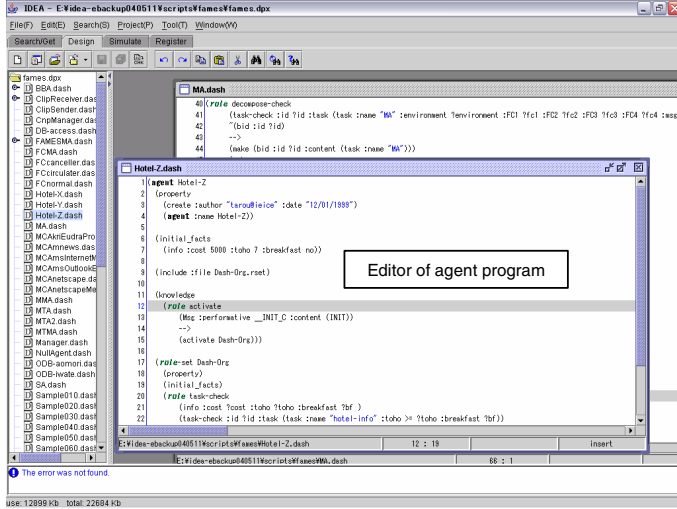 IDEA - E:¥idea-ebackup040511¥scripts¥fames¥fames.dpx
File(F) Edit(E) Search(S) Project(P) Tool(T) Window(W)
Search/Get Design Simulate Register
fames.dpx
BBA.dash
ClipReceiver.das
ClipSender.dash
CnpManager.dash
DB-access.dash
FAMESMA.dash
FCMA.dash
FCcanceller.das
FCcirculater.das
FCnormal.dash
Hotel-X.dash
Hotel-Y.dash
Hotel-Z.dash
MA.dash
MCAkriEudraPro
MCAmnews.das
MCAmsInternetM
MCAmsOutlookE
MCAnetscape.da
MCAnetscapeMe
MMA.dash
MTA.dash
MTA2.dash
MTMA.dash
Manager.dash
NullAgent.dash
ODB-aomori.das
ODB-iwate.dash
SA.dash
Sample010.dash
Sample020.dash
Sample030.dash
Sample040.dash
Sample050.dash
Sample060.dash
MA.dash
40 (rule decompose-check
41 (task-check :id ?id :task (task :name "MA" :environment ?environment :FC1 ?fc1 :FC2 ?fc2 :FC3 ?fc3 :FC4 ?fc4 :msg
42 ~(bid :id ?id)
43 -->
44 (make (bid :id ?id :content (task :name "MA")))
Hotel-Z.dash
1 (agent Hotel-Z
2 (property
3 (create :author "tarou@ieice" :date "12/01/1999")
4 (agent :name Hotel-Z))
5
6 (initial_facts
7 (info :cost 5000 :toho 7 :breakfast no))
8
9 (include :file Dash-Org.rset)
10
11 (knowledge
12 (rule activate
13 (Msg :performative __INIT_C :content (INIT))
14 -->
15 (activate Dash-Org)))
16
17 (rule-set Dash-Org
18 (property)
19 (initial_facts)
20 (rule task-check
21 (info :cost ?cost :toho ?toho :breakfast ?bf )
22 (task-check :id ?id :task (task :name "hotel-info" :toho >= ?toho :breakfast ?bf))
Editor of agent program
E:¥idea-ebackup040511¥scripts¥fames¥Hotel-Z.dash 12 : 19 insert
E:¥idea-ebackup040511¥scripts¥fames¥MA.dash 66 : 1
The error was not found.
use: 12899 Kb total: 22684 Kb